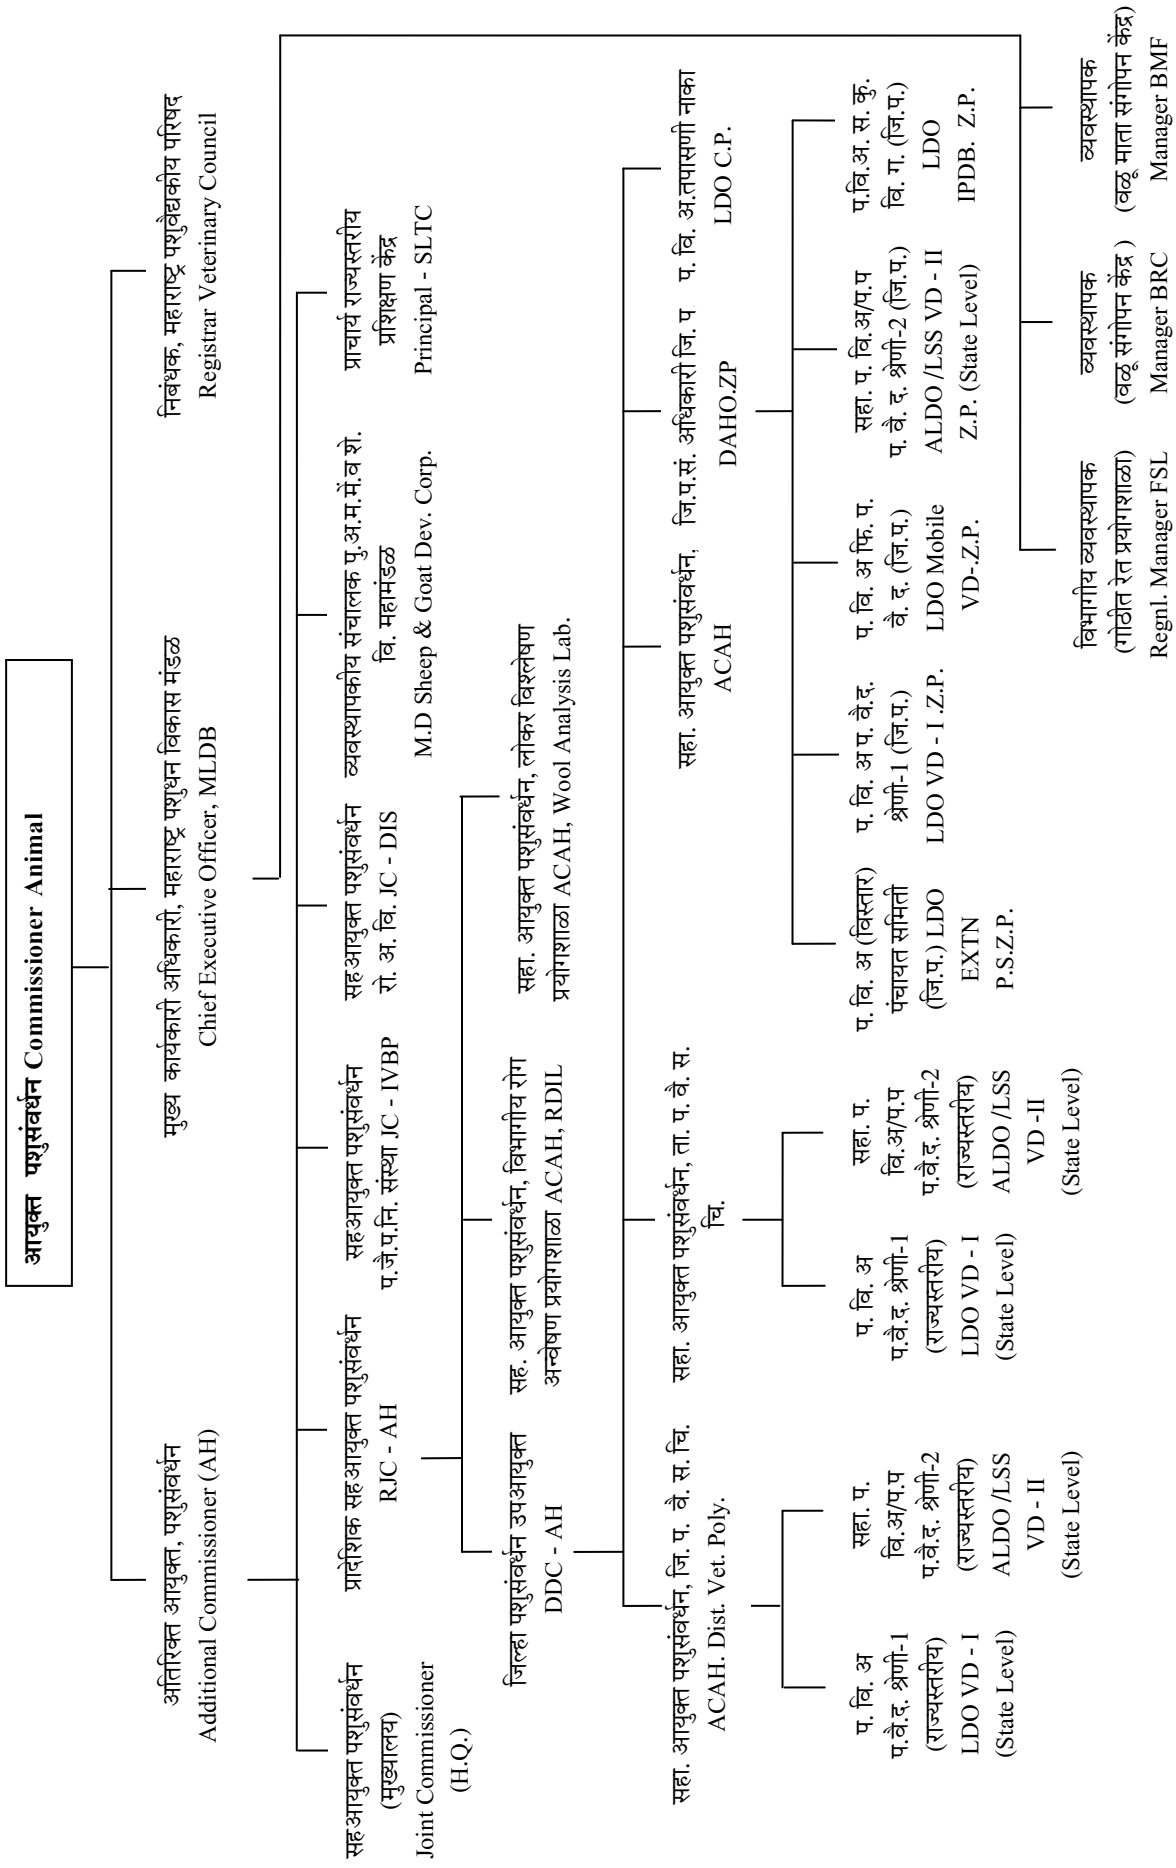 आयुक्त पशुसंवर्धन Commissioner Animal
अतिरिक्त आयुक्त, पशुसंवर्धन
Additional Commissioner (AH)
मुख्य कार्यकारी अधिकारी, महाराष्ट्र पशुधन विकास मंडळ
Chief Executive Officer, MLDB
निबंधक, महाराष्ट्र पशुवैद्यकीय परिषद
Registrar Veterinary Council
सहआयुक्त पशुसंवर्धन
(मुख्यालय)
Joint Commissioner
(H.Q.)
प्रादेशिक सहआयुक्त पशुसंवर्धन
RJC - AH
सहआयुक्त पशुसंवर्धन
प.जै.प.नि. संस्था JC - IVBP
सहआयुक्त पशुसंवर्धन
रो. अ. वि. JC - DIS
व्यवस्थापकीय संचालक पु.अ.म.में.व शे.
वि. महामंडळ
M.D Sheep & Goat Dev. Corp.
प्राचार्य राज्यस्तरीय
प्रशिक्षण केंद्र
Principal - SLTC
जिल्हा पशुसंवर्धन उपआयुक्त
DDC - AH
सह. आयुक्त पशुसंवर्धन, विभागीय रोग
अन्वेषण प्रयोगशाळा ACAH, RDIL
सहा. आयुक्त पशुसंवर्धन, लोकर विश्लेषण
प्रयोगशाळा ACAH, Wool Analysis Lab.
सहा. आयुक्त पशुसंवर्धन, जि. प. वै. स. चि.
ACAH. Dist. Vet. Poly.
सहा. आयुक्त पशुसंवर्धन, ता. प. वै. स.
चि.
सहा. आयुक्त पशुसंवर्धन,
ACAH
जि.प.सं. अधिकारी जि. प
DAHO.ZP
प. वि. अ.तपासणी नाका
LDO C.P.
प. वि. अ
प.वै.द. श्रेणी-1
(राज्यस्तरीय)
LDO VD - I
(State Level)
सहा. प.
वि.अ/प.प
प.वै.द. श्रेणी-2
(राज्यस्तरीय)
ALDO /LSS
VD - II
(State Level)
प. वि. अ
प.वै.द. श्रेणी-1
(राज्यस्तरीय)
LDO VD - I
(State Level)
सहा. प.
वि.अ/प.प
प.वै.द. श्रेणी-2
(राज्यस्तरीय)
ALDO /LSS
VD -II
(State Level)
प. वि. अ (विस्तार)
पंचायत समिती
(जि.प.) LDO
EXTN
P.S.Z.P.
प. वि. अ प. वै.द.
श्रेणी-1 (जि.प.)
LDO VD - I .Z.P.
प. वि. अ फि. प.
वै. द. (जि.प.)
LDO Mobile
VD-.Z.P.
सहा. प. वि.अ/प.प
प. वै. द. श्रेणी-2 (जि.प.)
ALDO /LSS VD - II
Z.P. (State Level)
प.वि.अ. स. कु.
वि. ग. (जि.प.)
LDO
IPDB. Z.P.
विभागीय व्यवस्थापक
(गोठीत रेत प्रयोगशाळा)
Regnl. Manager FSL
व्यवस्थापक
(वळू संगोपन केंद्र )
Manager BRC
व्यवस्थापक
(वळू माता संगोपन केंद्र)
Manager BMF